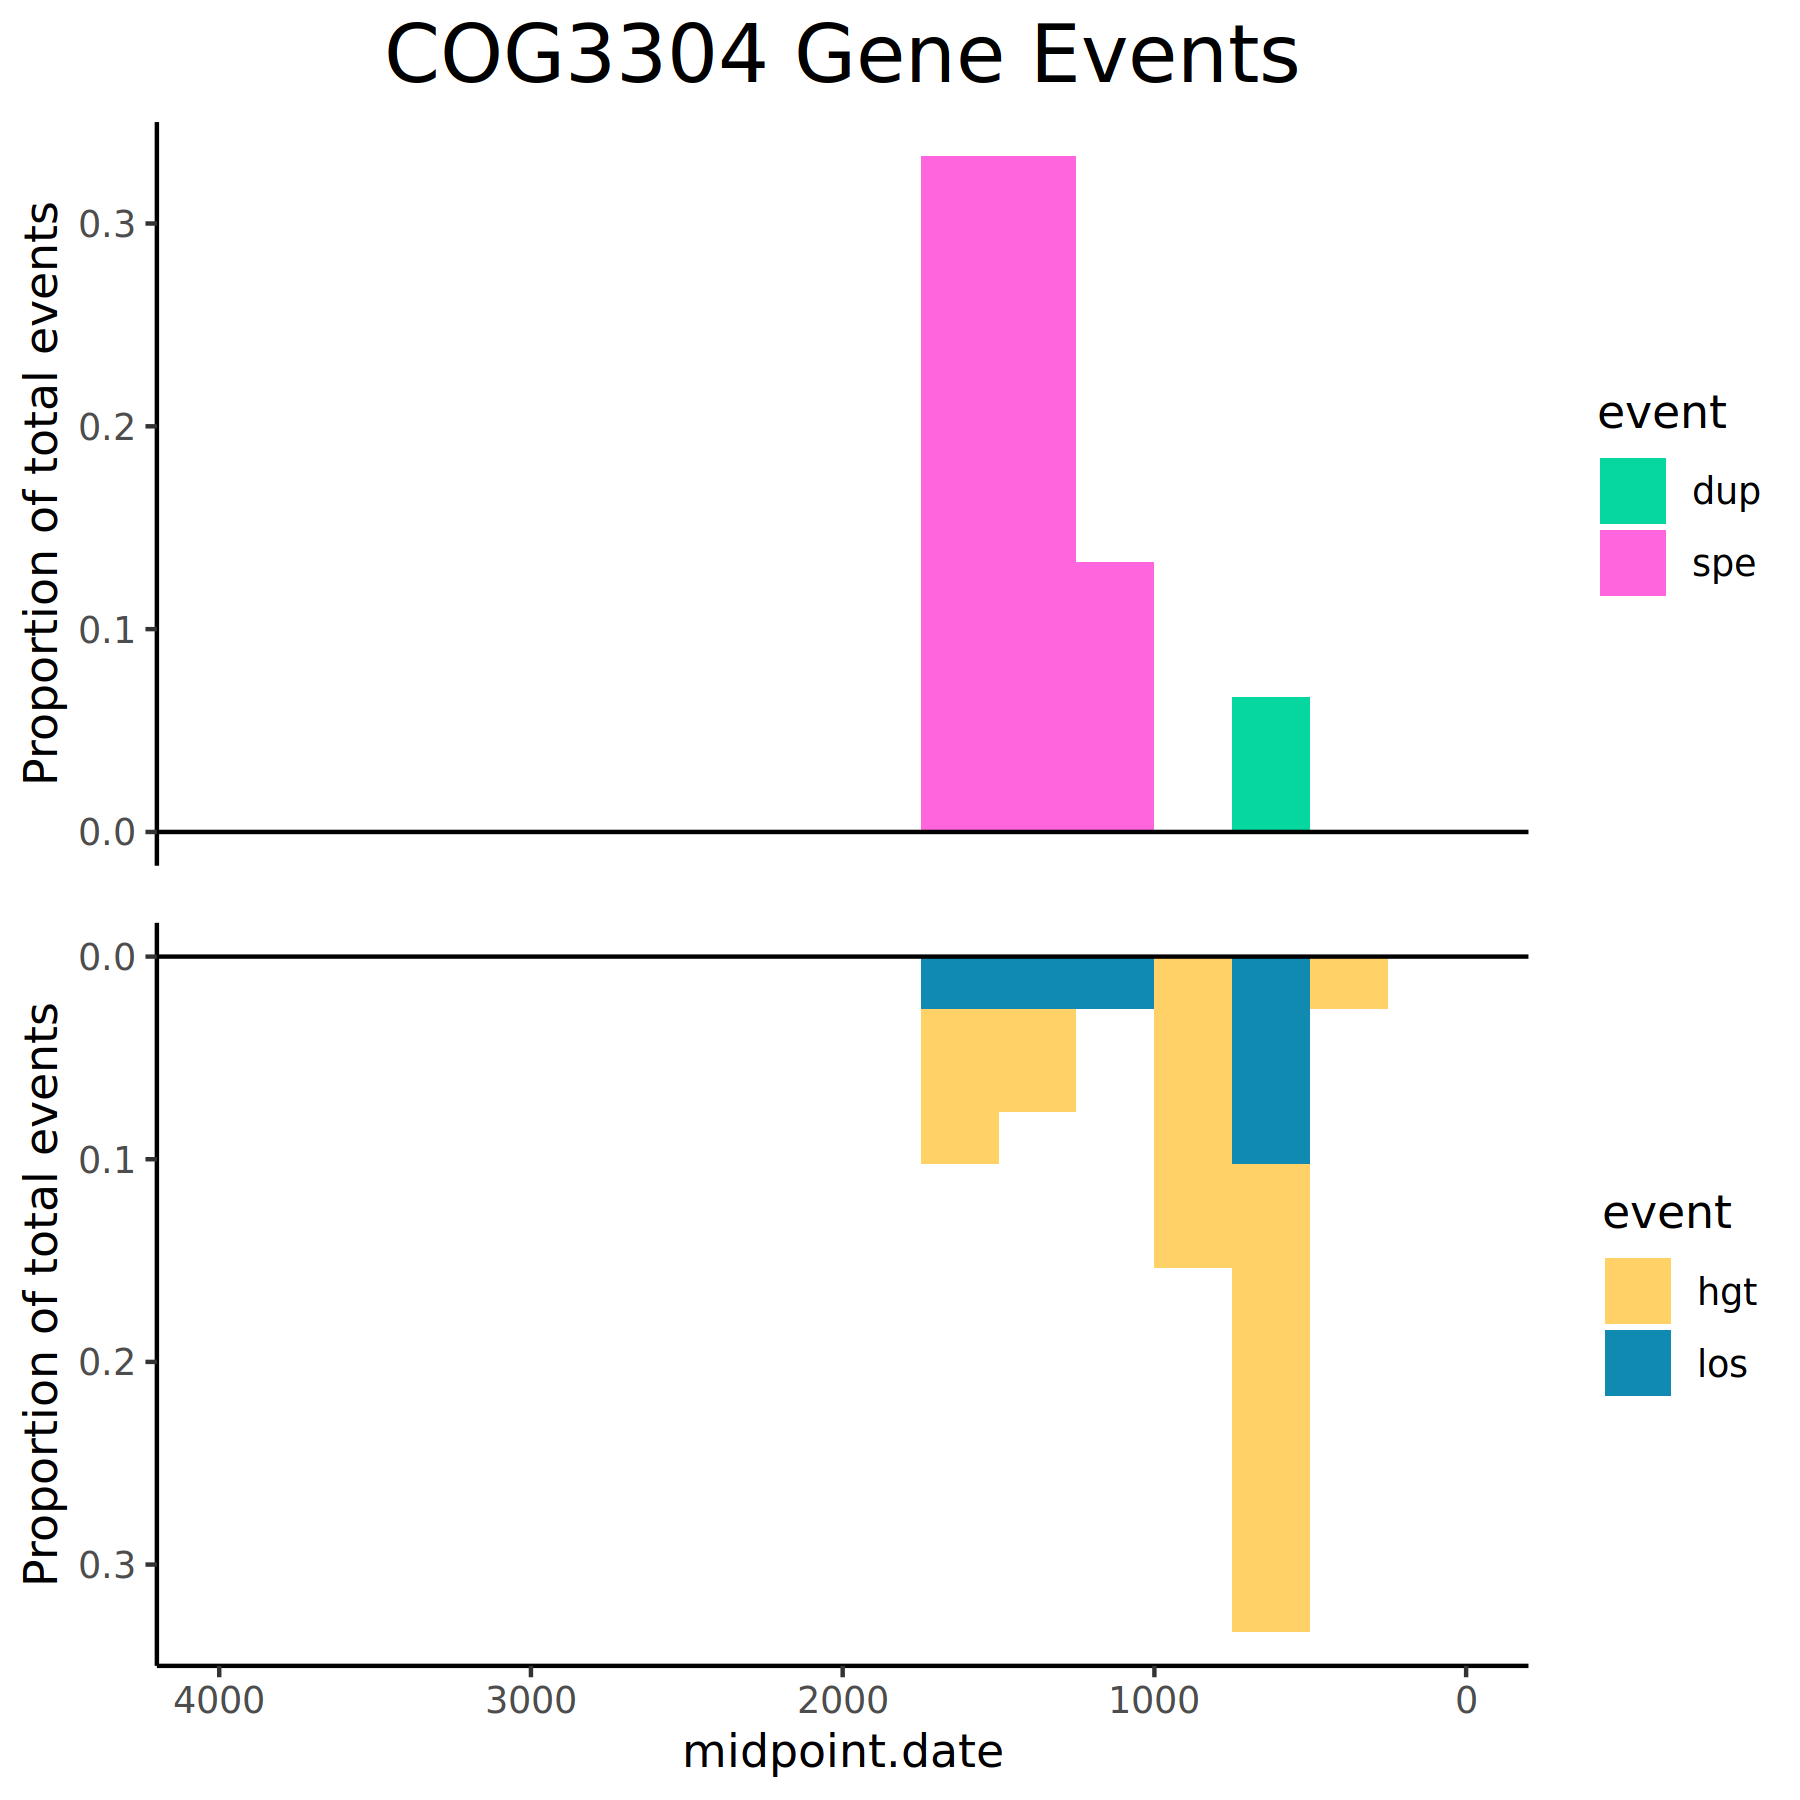 COG3304 Gene Events
Proportion of total events
0.3
0.2
0.1
0.0
event
dup
spe
Proportion of total events
0.0
0.1
0.2
0.3
event
hgt
los
4000 3000 2000 1000 0
midpoint.date